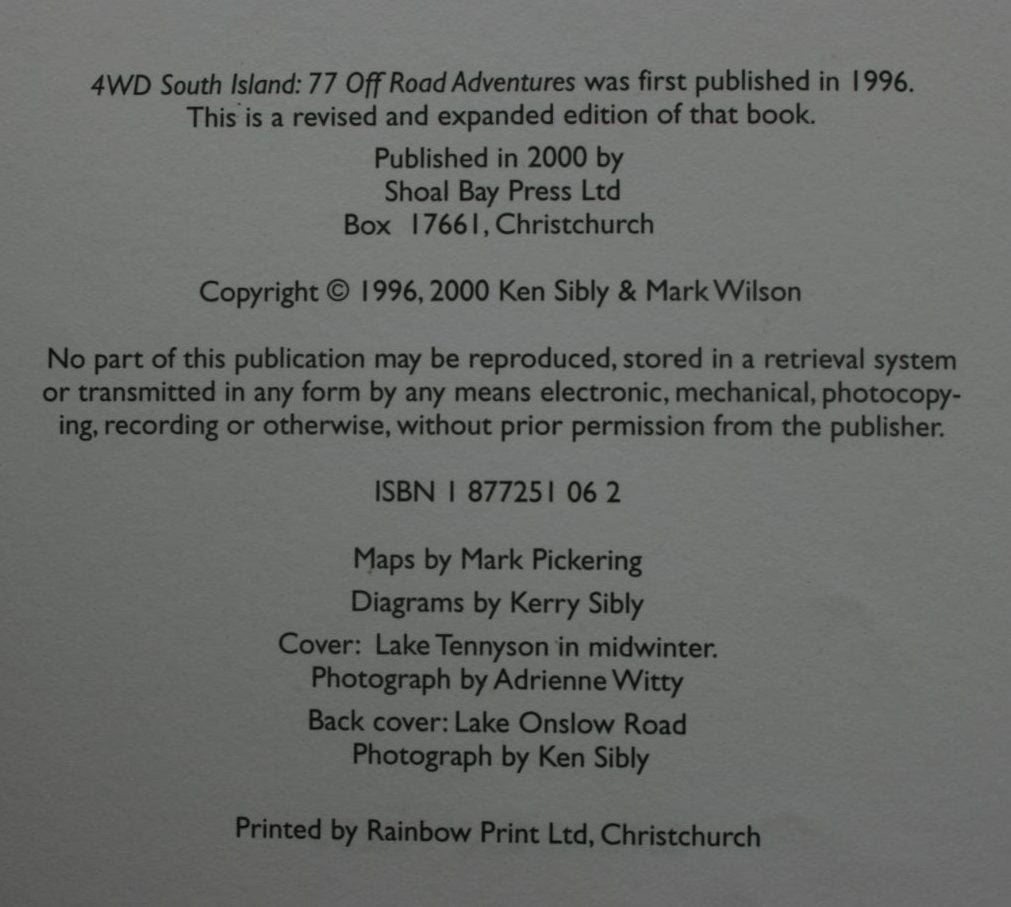 4WD South Island: 77 Off Road Adventures was first published in 1996.
This is a revised and expanded edition of that book.
Published in 2000 by
Shoal Bay Press Ltd
Box 17661, Christchurch
Copyright © 1996, 2000 Ken Sibly & Mark Wilson
No part of this publication may be reproduced, stored in a retrieval system
or transmitted in any form by any means electronic, mechanical, photocopy-
ing, recording or otherwise, without prior permission from the publisher.
ISBN 1 877251 06 2
Maps by Mark Pickering
Diagrams by Kerry Sibly
Cover: Lake Tennyson in midwinter.
Photograph by Adrienne Witty
Back cover: Lake Onslow Road
Photograph by Ken Sibly
Printed by Rainbow Print Ltd, Christchurch